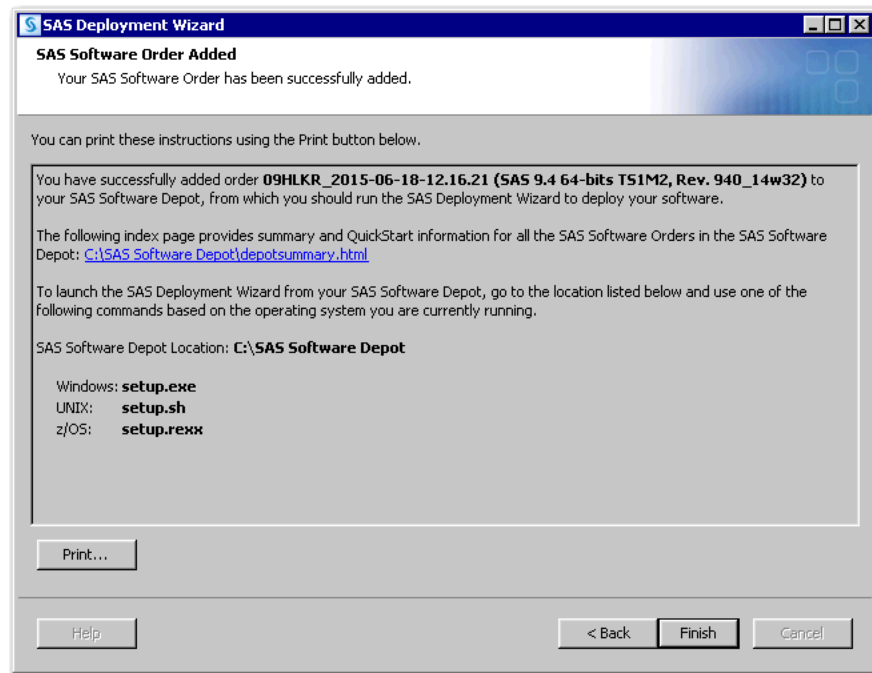 SAS Deployment Wizard
SAS Software Order Added
Your SAS Software Order has been successfully added.
You can print these instructions using the Print button below.
You have successfully added order 09HLKR_2015-06-18-12.16.21 (SAS 9.4 64-bits TS1M2, Rev. 940_14w32) to
your SAS Software Depot, from which you should run the SAS Deployment Wizard to deploy your software.
The following index page provides summary and QuickStart information for all the SAS Software Orders in the SAS Software
Depot: C:\SAS Software Depot\depotsummary.html
To launch the SAS Deployment Wizard from your SAS Software Depot, go to the location listed below and use one of the
following commands based on the operating system you are currently running.
SAS Software Depot Location: C:\SAS Software Depot
Windows: setup.exe
UNIX: setup.sh
z/OS: setup.rexx
Print...
Help < Back Finish Cancel